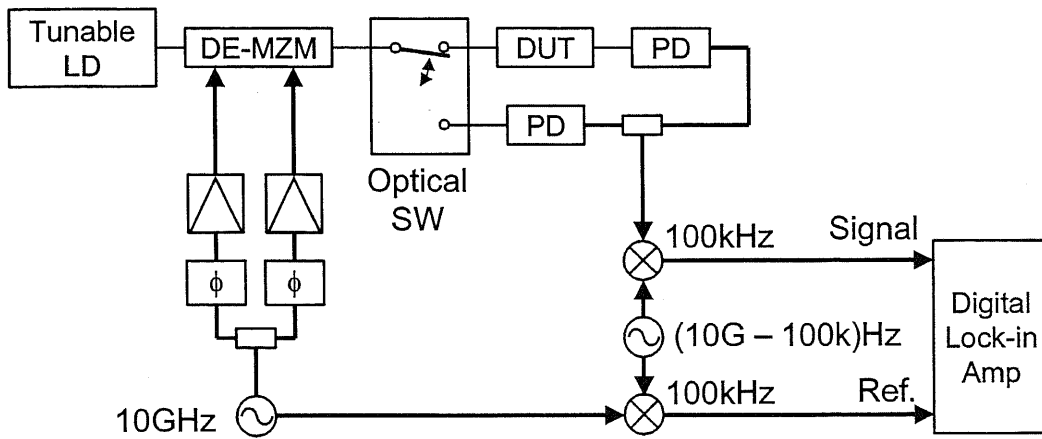 Tunable
LD
DE-MZM
DUT
PD
PD
Optical
SW
ϕ
ϕ
100kHz
Signal
(10G – 100k)Hz
Digital
Lock-in
Amp
10GHz
100kHz
Ref.